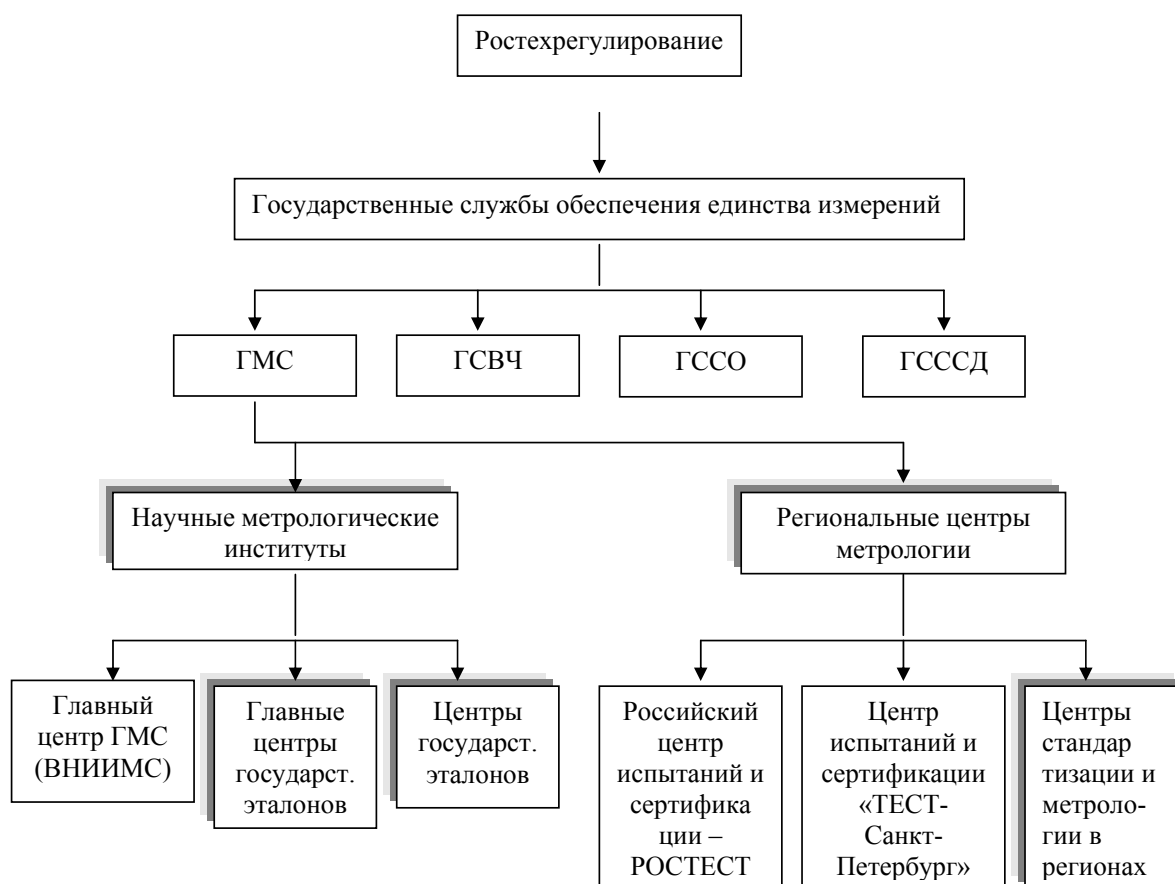 Ростехрегулирование
Государственные службы обеспечения единства измерений
ГМС
ГСВЧ
ГССО
ГСССД
Научные метрологические
институты
Региональные центры
метрологии
Главный
центр ГМС
(ВНИИМС)
Главные
центры
государст.
эталонов
Центры
государст.
эталонов
Российский
центр
испытаний и
сертифика
ции –
РОСТЕСТ
Центр
испытаний и
сертификации
«ТЕСТ-
Санкт-
Петербург»
Центры
стандар
тизации и
метроло-
гии в
регионах